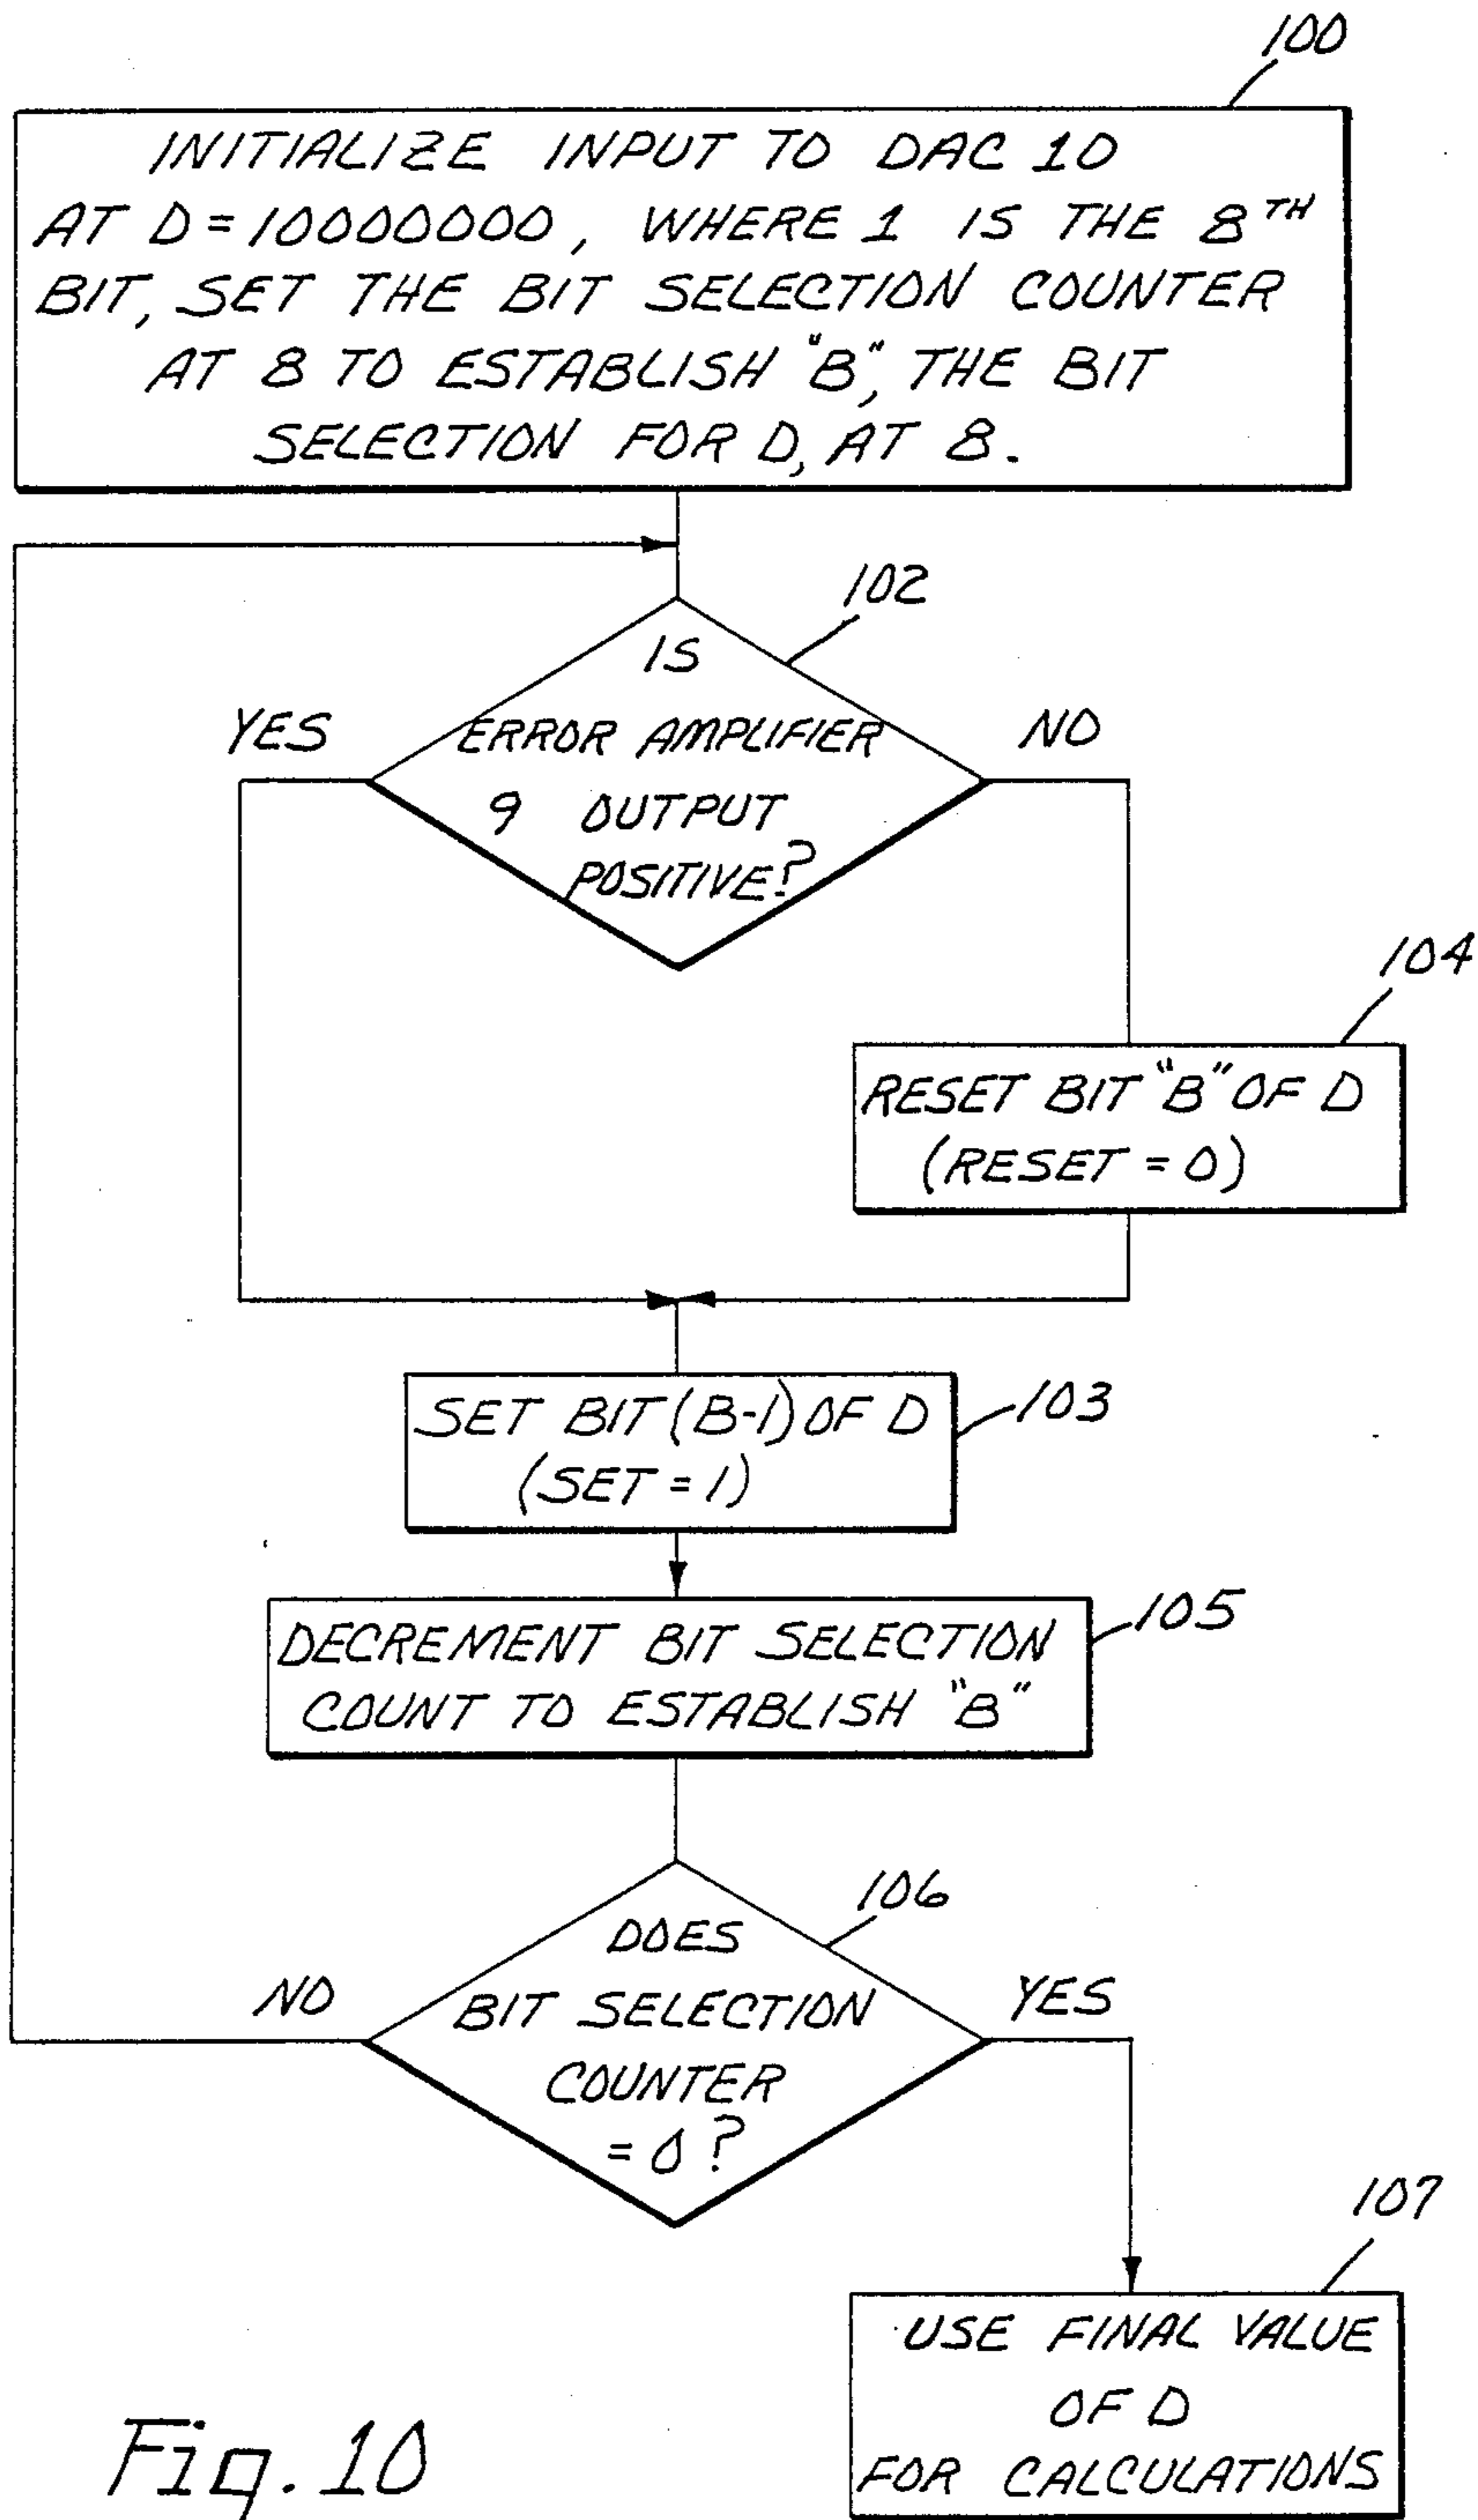 100
INITIALIZE INPUT TO DAC 10
AT D=10000000, WHERE 1 IS THE 8TH
BIT, SET THE BIT SELECTION COUNTER
AT 8 TO ESTABLISH "B", THE BIT
SELECTION FOR D, AT 8.
102
IS
ERROR AMPLIFIER
9 OUTPUT
POSITIVE?
YES
NO
104
RESET BIT "B" OF D
(RESET = 0)
SET BIT (B-1) OF D
(SET = 1)
103
DECREMENT BIT SELECTION
COUNT TO ESTABLISH "B"
105
106
DOES
BIT SELECTION
COUNTER
= 0?
NO
YES
107
USE FINAL VALUE
OF D
FOR CALCULATIONS
Fig. 10